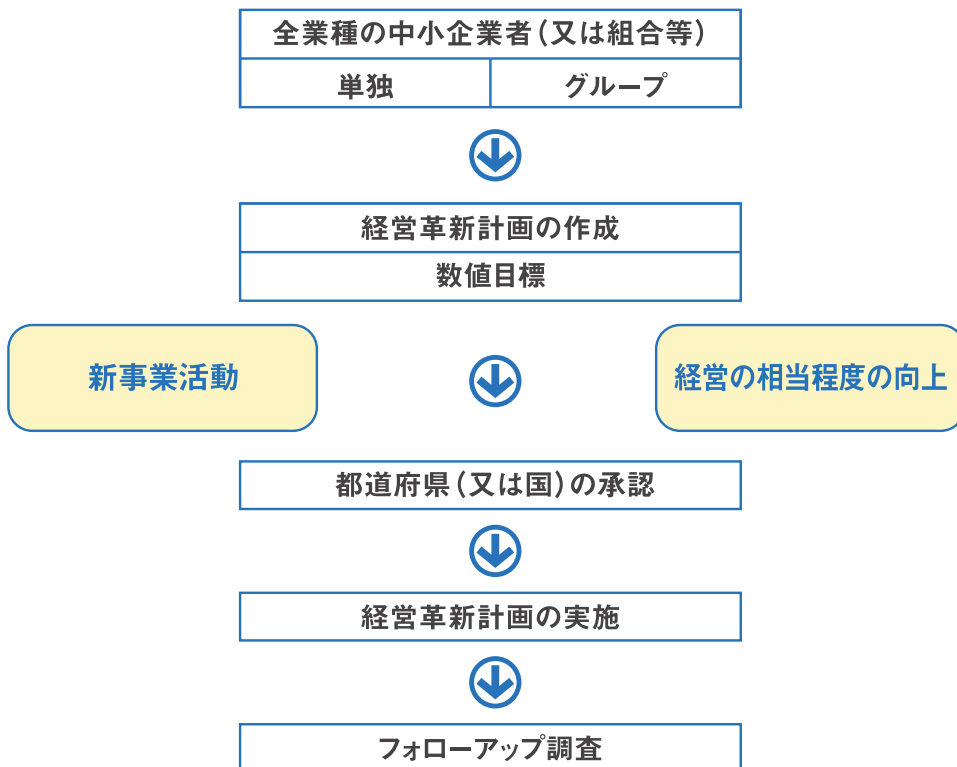 全業種の中小企業者(又は組合等)
単独
グループ
経営革新計画の作成
数値目標
新事業活動
経営の相当程度の向上
都道府県(又は国)の承認
経営革新計画の実施
フォローアップ調査